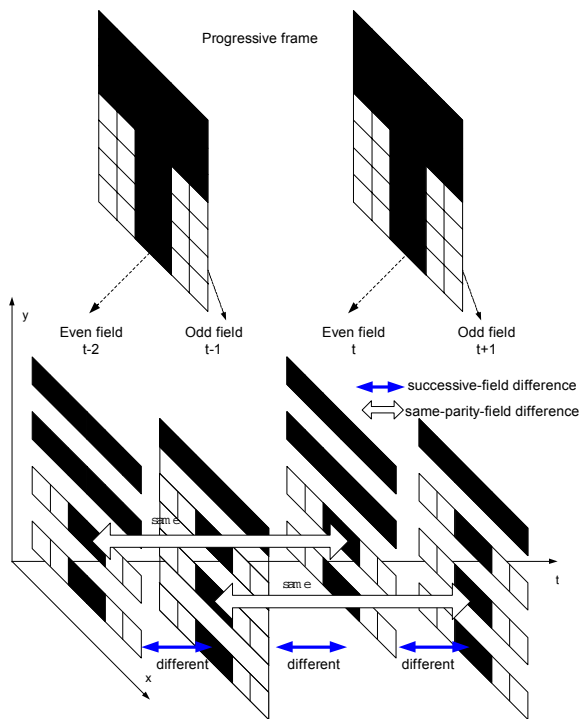 Progressive frame
y
Even field
t-2
Odd field
t-1
Even field
t
Odd field
t+1
successive-field difference
same-parity-field difference
same
same
t
different
different
different
x